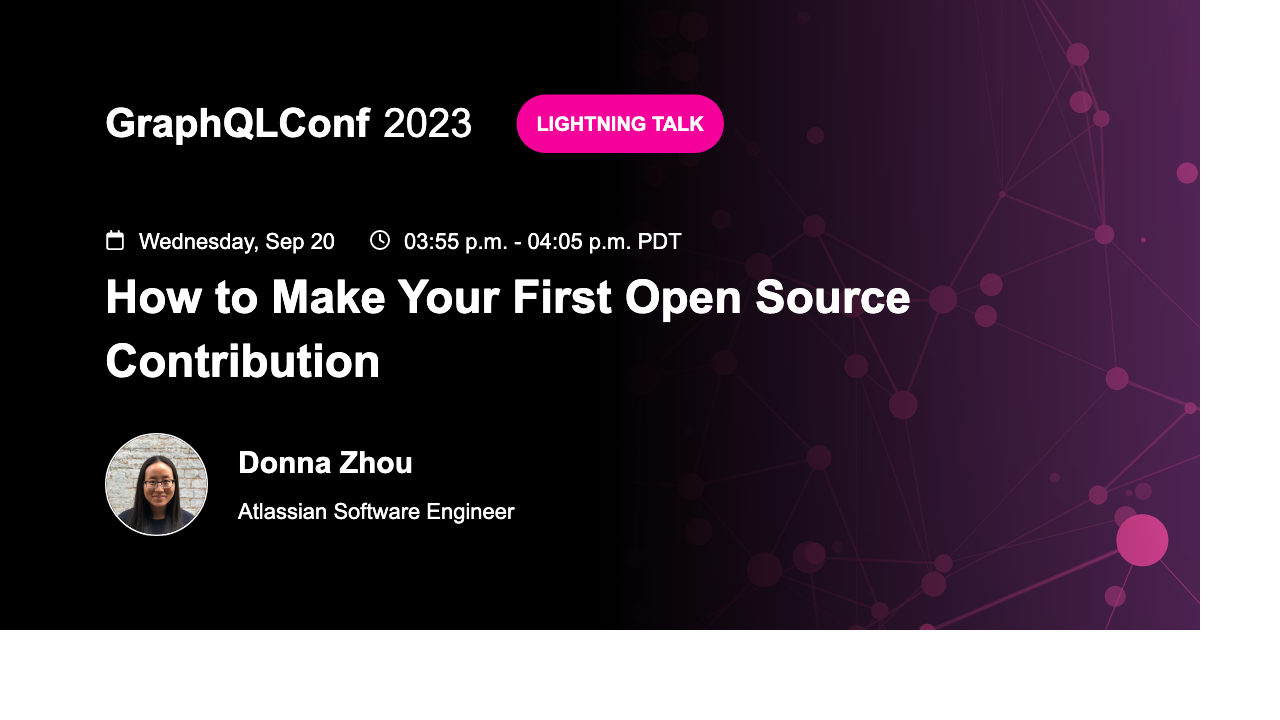 GraphQLConf 2023
LIGHTNING TALK
Wednesday, Sep 20
03:55 p.m. - 04:05 p.m. PDT
How to Make Your First Open Source
Contribution
Donna Zhou
Atlassian Software Engineer